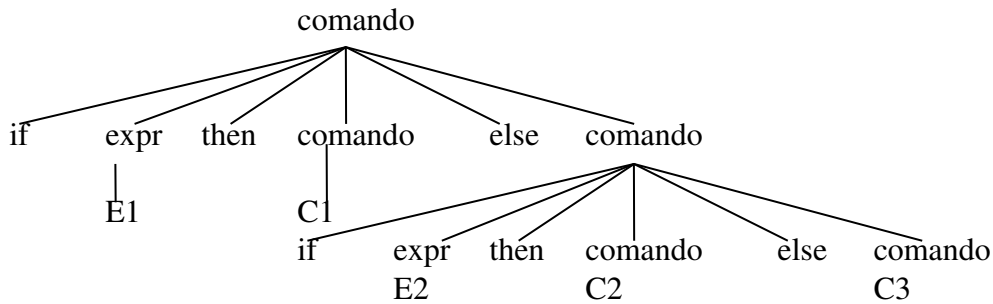 comando
if expr then comando else comando
E1 C1
if expr then comando else comando
E2 C2 C3